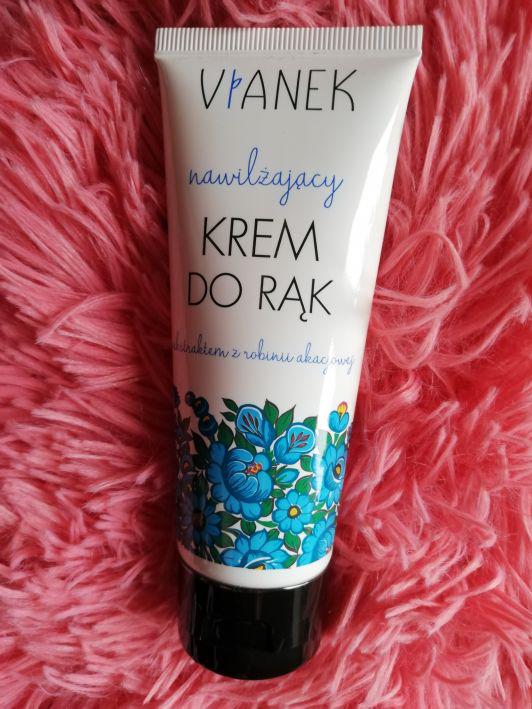 VIANEK
nawilżający
KREM
DO RĄK
ekstraktem z robinii akacjowej